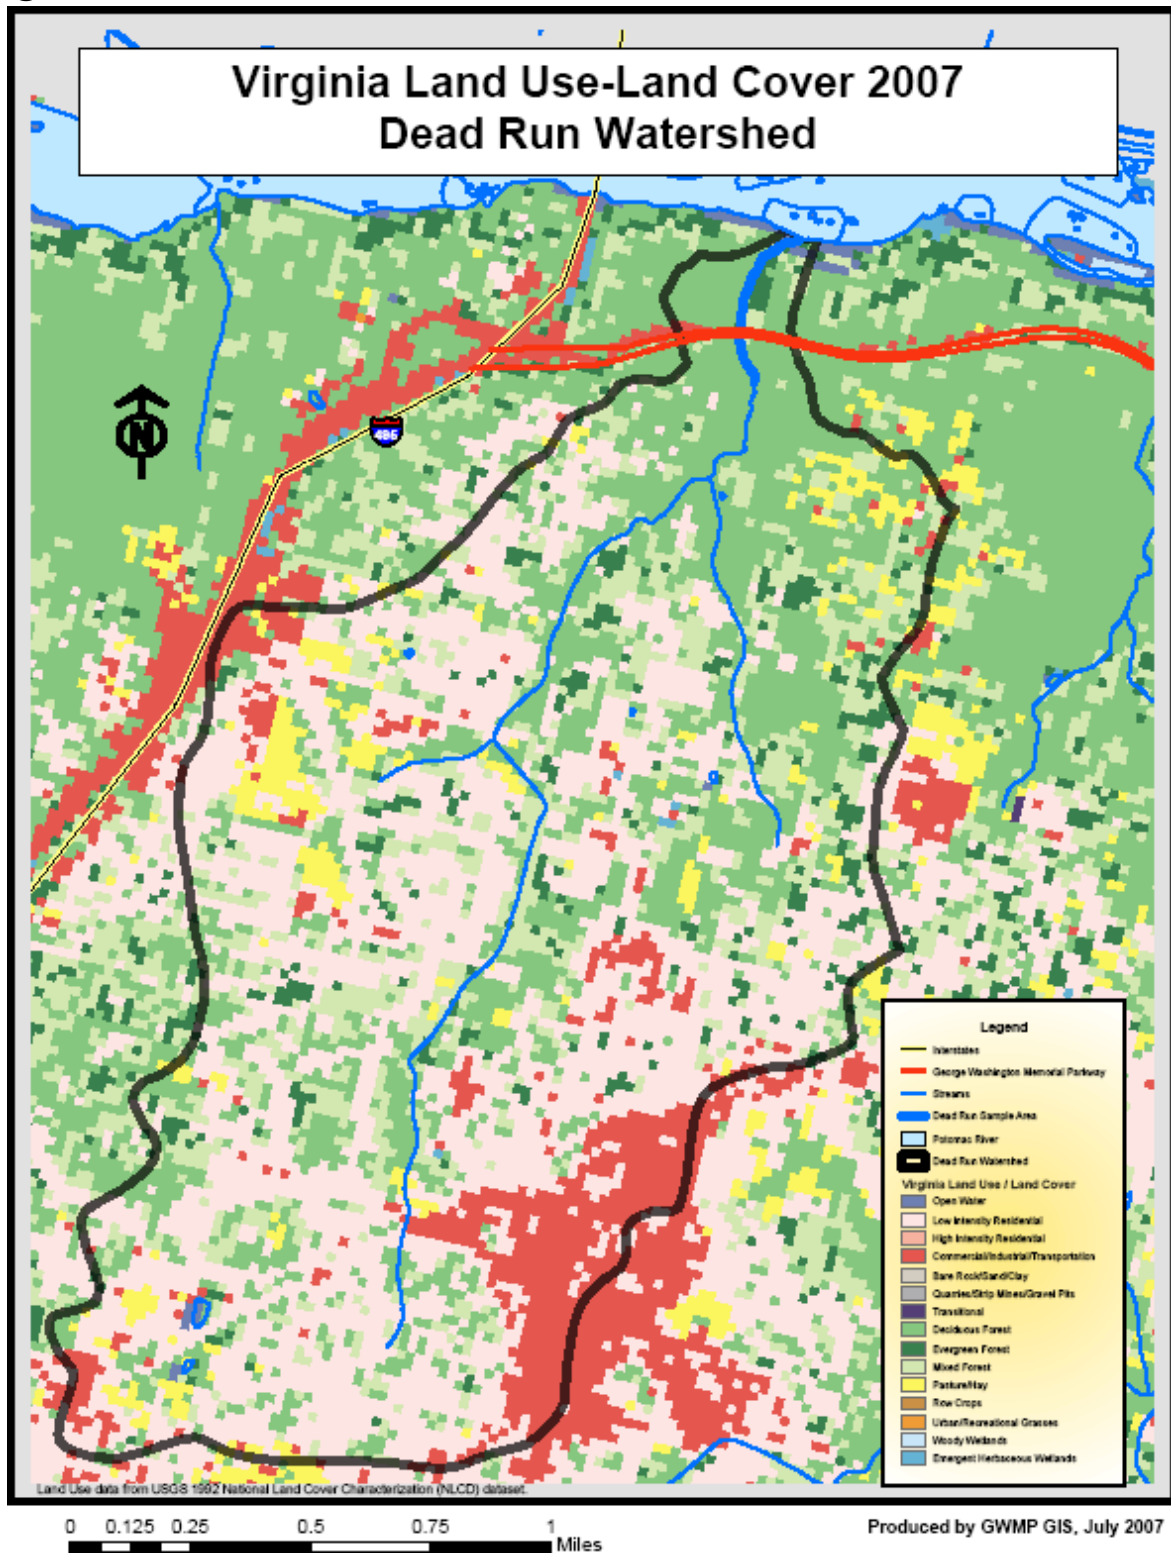 Virginia Land Use-Land Cover 2007
Dead Run Watershed
N
495
Legend
Interstates
George Washington Memorial Parkway
Streams
Dead Run Sample Area
Potomac River
Dead Run Watershed
Virginia Land Use / Land Cover
Open Water
Low Intensity Residential
High Intensity Residential
Commercial/Industrial/Transportation
Bare Rock/Sand/Clay
Quarries/Strip Mines/Gravel Pits
Transitional
Deciduous Forest
Evergreen Forest
Mixed Forest
Pasture/Hay
Row Crops
Urban/Recreational Grasses
Woody Wetlands
Emergent Herbaceous Wetlands
Land Use data from USGS 1992 National Land Cover Characterization (NLCD) dataset.
0 0.125 0.25 0.5 0.75 1
Miles
Produced by GWMP GIS, July 2007